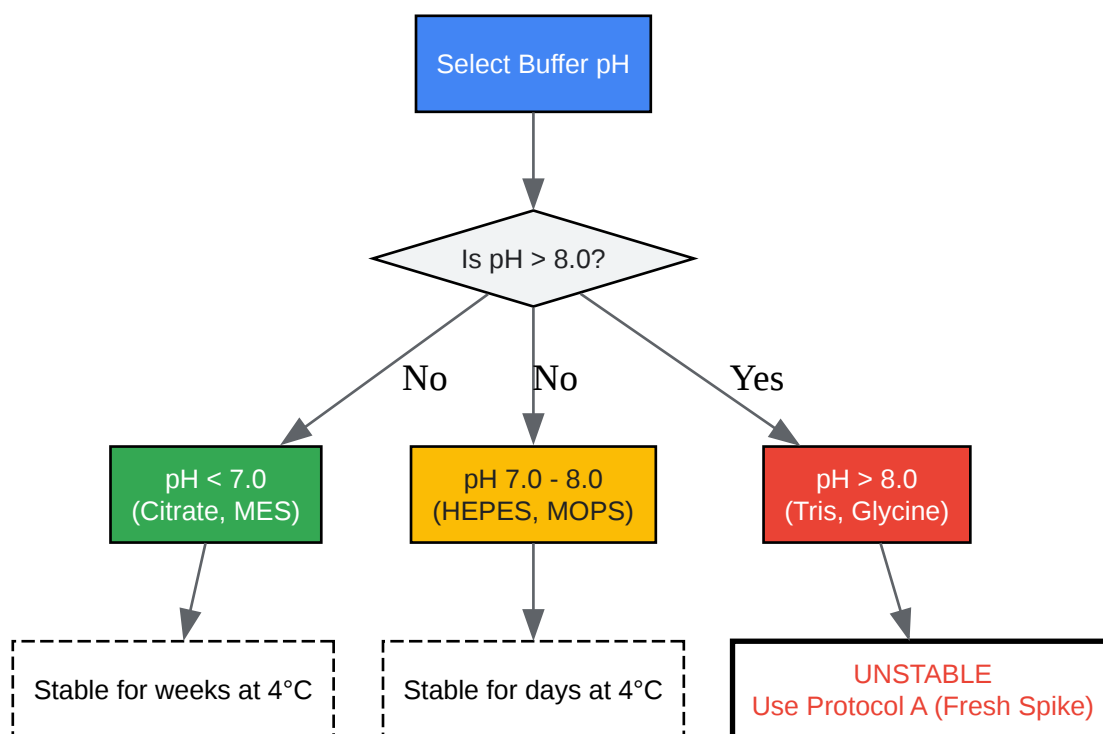 Select Buffer pH
Is pH > 8.0?
No
No
Yes
pH < 7.0
(Citrate, MES)
pH 7.0 - 8.0
(HEPES, MOPS)
pH > 8.0
(Tris, Glycine)
Stable for weeks at 4°C
Stable for days at 4°C
UNSTABLE
Use Protocol A (Fresh Spike)